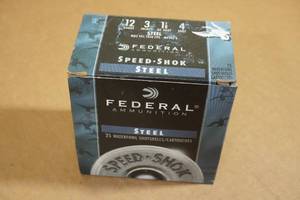 12 3 1¼ 4
STEEL
FEDERAL
AMMUNITION
SPEED-SHOK
STEEL
FEDERAL
AMMUNITION
STEEL
25 WATERFOWL SHOTSHELLS/CARTOUCHES
SPEED-SHOK